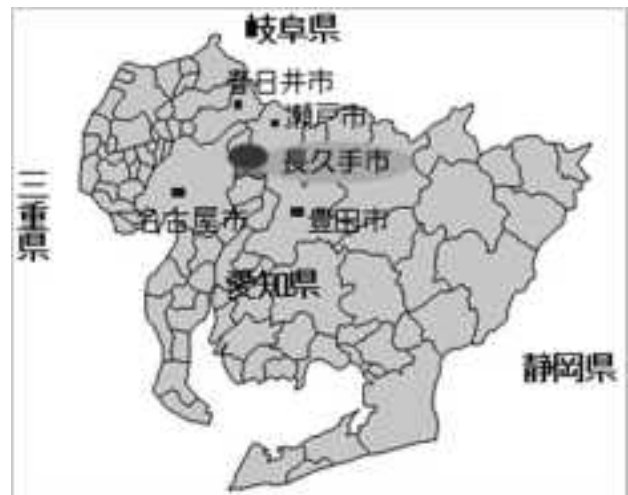 岐阜県
春日井市
瀬戸市
長久手市
三重県
名古屋市
豊田市
愛知県
静岡県